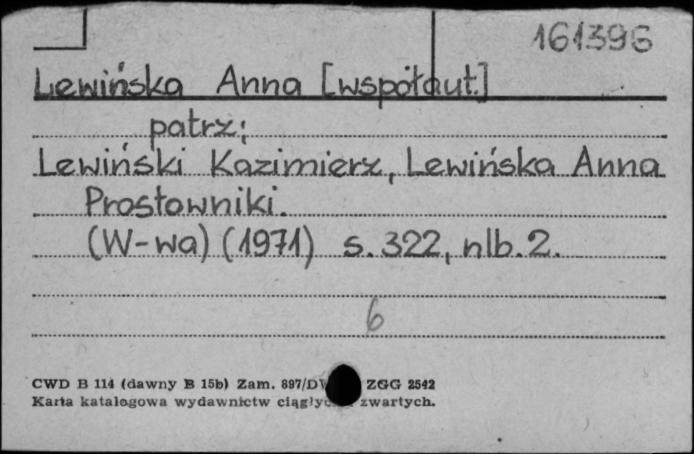 161396
Lewińska Anna [współaut.]
patrz:
Lewiński Kazimierz, Lewińska Anna
Prostowniki.
(W-wa) (1971) s. 322, nlb. 2.
6
CWD B 114 (dawny B 15b) Zam. 897/D ZGG 2542
Karta katalogowa wydawnictw zwartych.